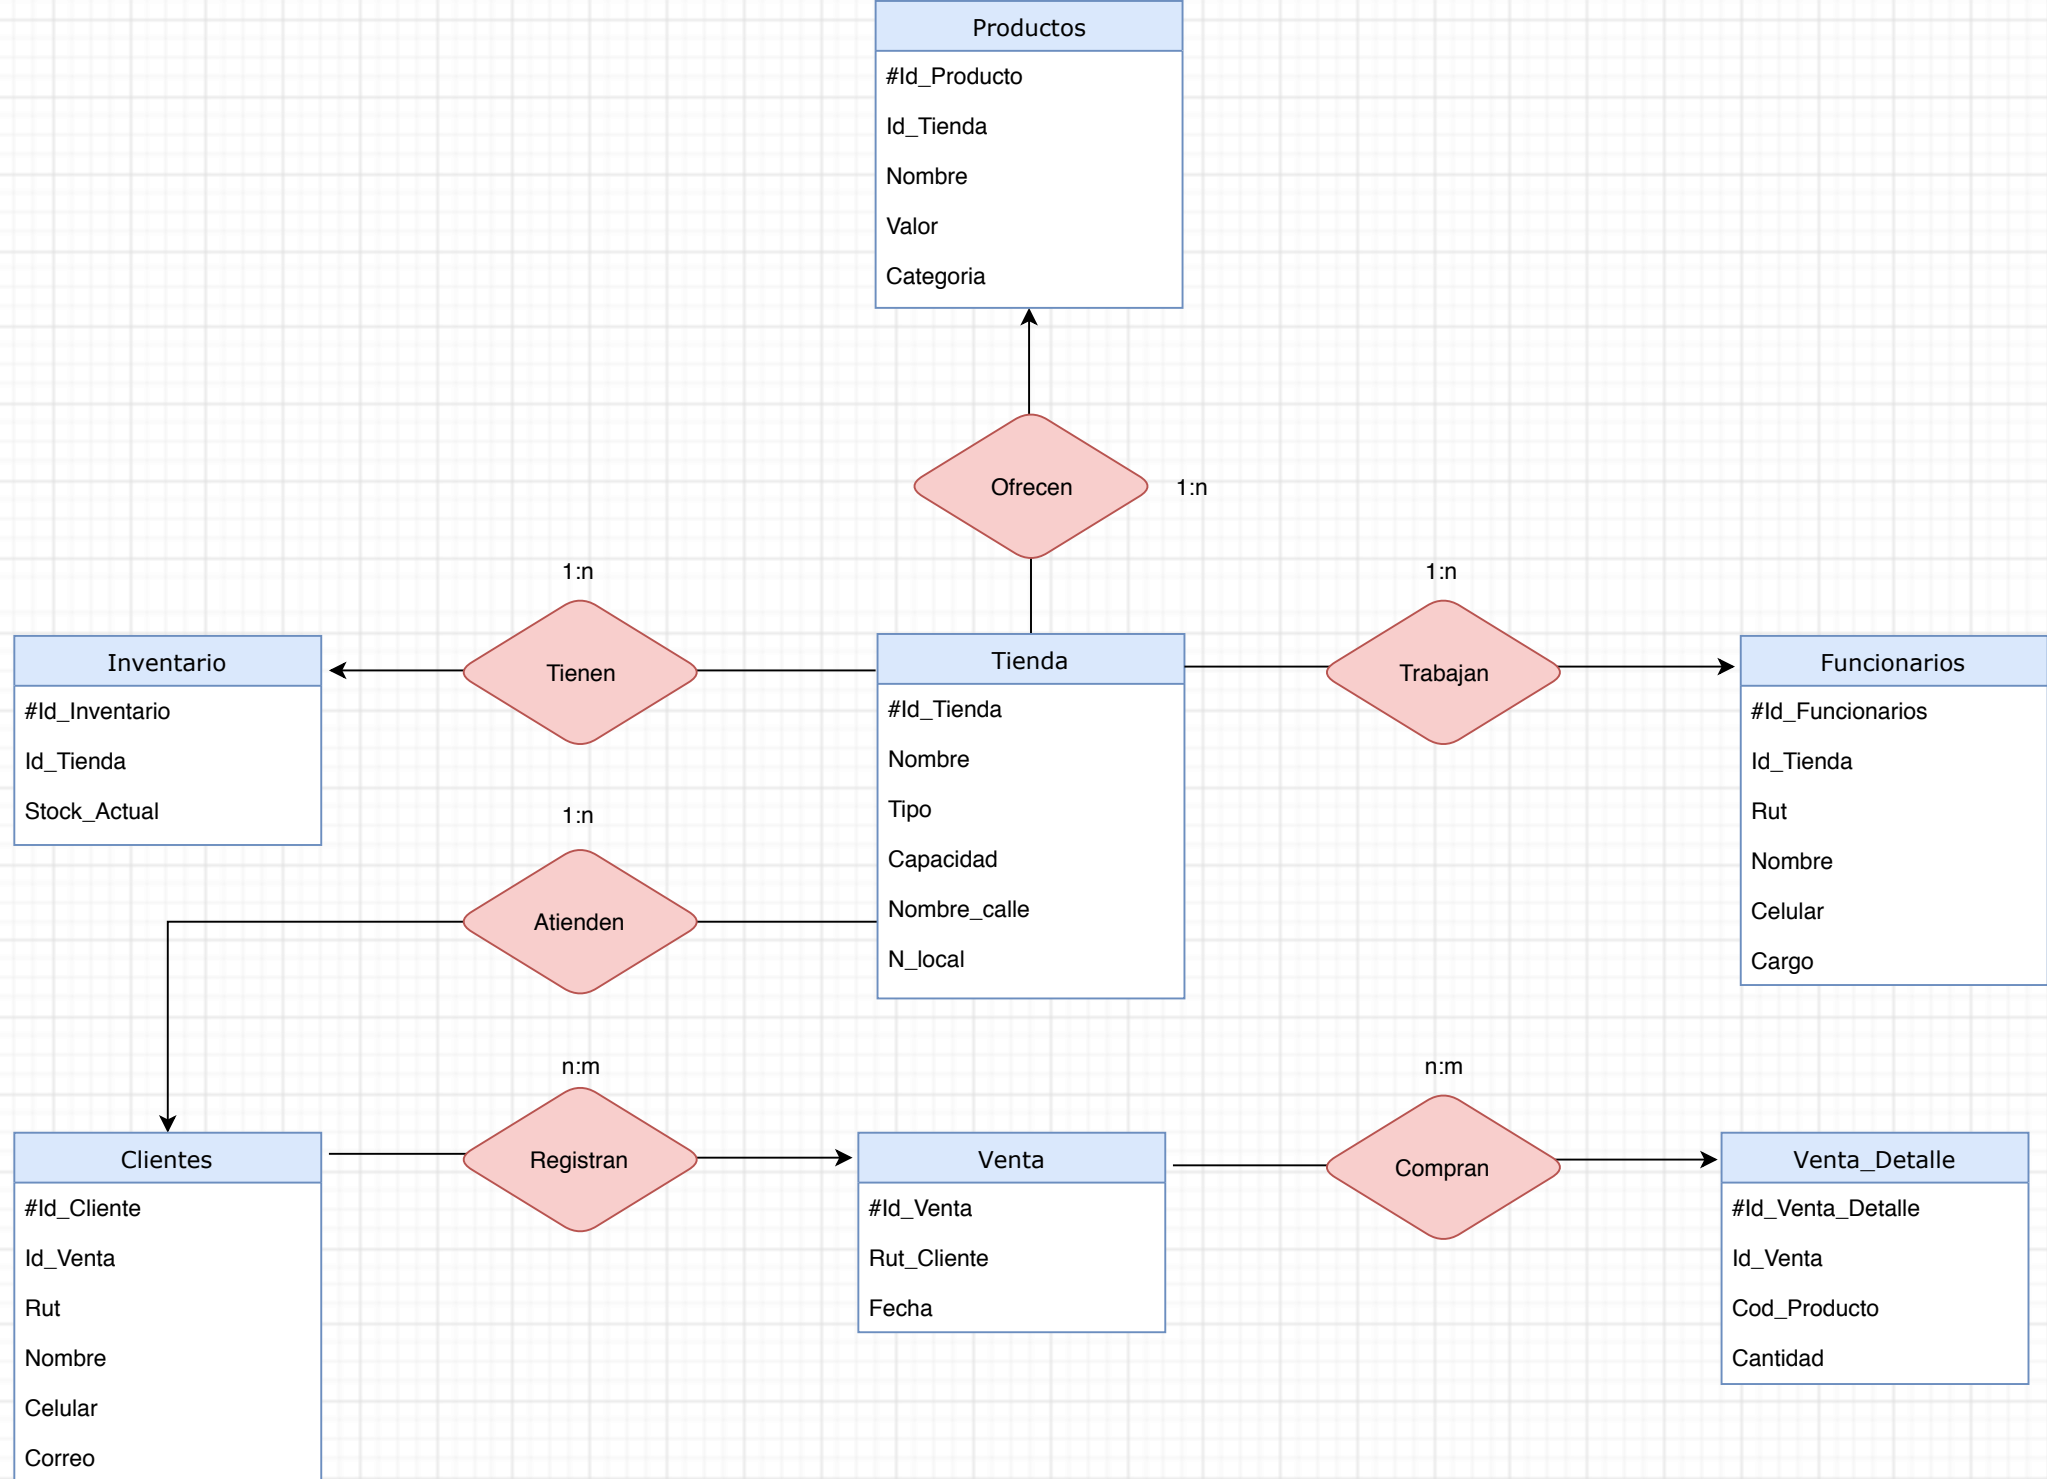 Productos
#Id_Producto
Id_Tienda
Nombre
Valor
Categoria
Ofrecen
1:n
1:n
Tienen
1:n
Trabajan
Inventario
#Id_Inventario
Id_Tienda
Stock_Actual
Tienda
#Id_Tienda
Nombre
Tipo
Capacidad
Nombre_calle
N_local
Funcionarios
#Id_Funcionarios
Id_Tienda
Rut
Nombre
Celular
Cargo
1:n
Atienden
n:m
Registran
n:m
Compran
Clientes
#Id_Cliente
Id_Venta
Rut
Nombre
Celular
Correo
Venta
#Id_Venta
Rut_Cliente
Fecha
Venta_Detalle
#Id_Venta_Detalle
Id_Venta
Cod_Producto
Cantidad